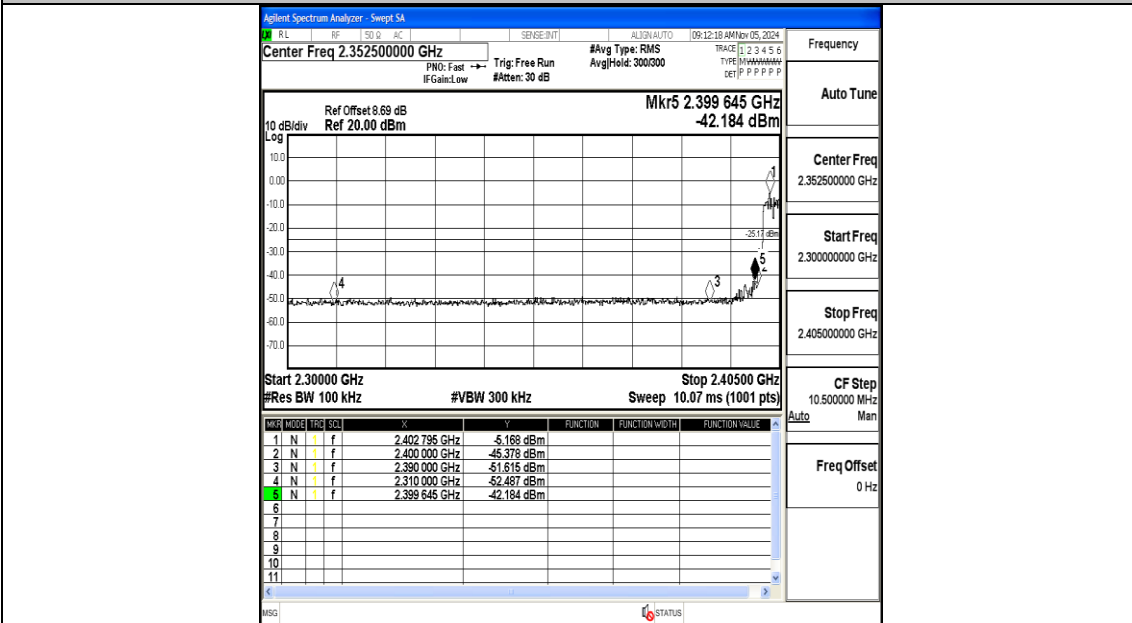 Agilent Spectrum Analyzer - Swept SA
RL RF 50 Ω AC SENSE:INT ALIGN AUTO 09:12:18 AM Nov 05, 2024
Center Freq 2.352500000 GHz
PNO: Fast
IFGain:Low
Trig: Free Run
#Atten: 30 dB
#Avg Type: RMS
Avg|Hold: 300/300
TRACE 1 2 3 4 5 6
TYPE
DET P P P P P P
Frequency
Auto Tune
Center Freq
2.352500000 GHz
Start Freq
2.300000000 GHz
Stop Freq
2.405000000 GHz
CF Step
10.500000 MHz
Auto Man
Freq Offset
0 Hz
Mkr5 2.399 645 GHz
-42.184 dBm
Ref Offset 8.69 dB
10 dB/div Ref 20.00 dBm
Log
10.0
0.00
-10.0
-20.0
-30.0
-40.0
-50.0
-60.0
-70.0
1
-25.17 dBm
5
3
4
Start 2.30000 GHz Stop 2.40500 GHz
#Res BW 100 kHz #VBW 300 kHz Sweep 10.07 ms (1001 pts)
MKR MODE TRC SCL X Y FUNCTION FUNCTION WIDTH FUNCTION VALUE
1 N 1 f 2.402 795 GHz -5.168 dBm
2 N 1 f 2.400 000 GHz -45.378 dBm
3 N 1 f 2.390 000 GHz -51.615 dBm
4 N 1 f 2.310 000 GHz -52.487 dBm
5 N 1 f 2.399 645 GHz -42.184 dBm
6
7
8
9
10
11
MSG STATUS